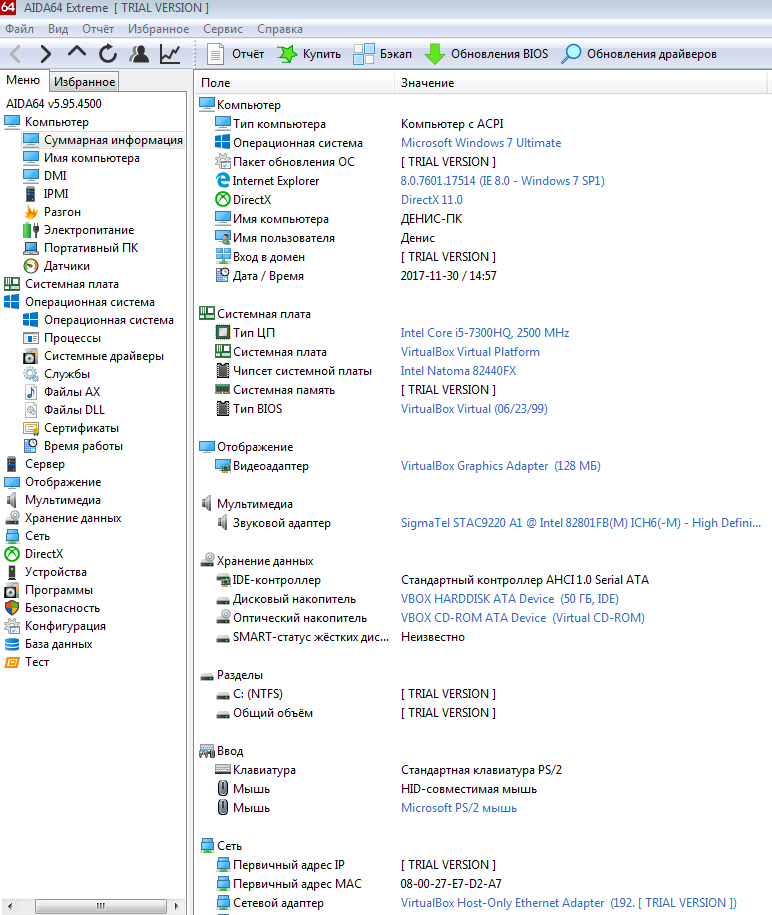 64 AIDA64 Extreme [ TRIAL VERSION ]
Файл Вид Отчёт Избранное Сервис Справка
Отчёт Купить Бэкап Обновления BIOS Обновления драйверов
Меню Избранное
AIDA64 v5.95.4500
Компьютер
Суммарная информация
Имя компьютера
DMI
IPMI
Разгон
Электропитание
Портативный ПК
Датчики
Системная плата
Операционная система
Операционная система
Процессы
Системные драйверы
Службы
Файлы AX
Файлы DLL
Сертификаты
Время работы
Сервер
Отображение
Мультимедиа
Хранение данных
Сеть
DirectX
Устройства
Программы
Безопасность
Конфигурация
База данных
Тест
Поле Значение
Компьютер
Тип компьютера Компьютер с ACPI
Операционная система Microsoft Windows 7 Ultimate
Пакет обновления ОС [ TRIAL VERSION ]
Internet Explorer 8.0.7601.17514 (IE 8.0 - Windows 7 SP1)
DirectX DirectX 11.0
Имя компьютера ДЕНИС-ПК
Имя пользователя Денис
Вход в домен [ TRIAL VERSION ]
Дата / Время 2017-11-30 / 14:57
Системная плата
Тип ЦП Intel Core i5-7300HQ, 2500 MHz
Системная плата VirtualBox Virtual Platform
Чипсет системной платы Intel Natoma 82440FX
Системная память [ TRIAL VERSION ]
Тип BIOS VirtualBox Virtual (06/23/99)
Отображение
Видеоадаптер VirtualBox Graphics Adapter (128 МБ)
Мультимедиа
Звуковой адаптер SigmaTel STAC9220 A1 @ Intel 82801FB(M) ICH6(-M) - High Defini...
Хранение данных
IDE-контроллер Стандартный контроллер AHCI 1.0 Serial ATA
Дисковый накопитель VBOX HARDDISK ATA Device (50 ГБ, IDE)
Оптический накопитель VBOX CD-ROM ATA Device (Virtual CD-ROM)
SMART-статус жёстких дис... Неизвестно
Разделы
C: (NTFS) [ TRIAL VERSION ]
Общий объём [ TRIAL VERSION ]
Ввод
Клавиатура Стандартная клавиатура PS/2
Мышь HID-совместимая мышь
Мышь Microsoft PS/2 мышь
Сеть
Первичный адрес IP [ TRIAL VERSION ]
Первичный адрес MAC 08-00-27-E7-D2-A7
Сетевой адаптер VirtualBox Host-Only Ethernet Adapter (192. [ TRIAL VERSION ])